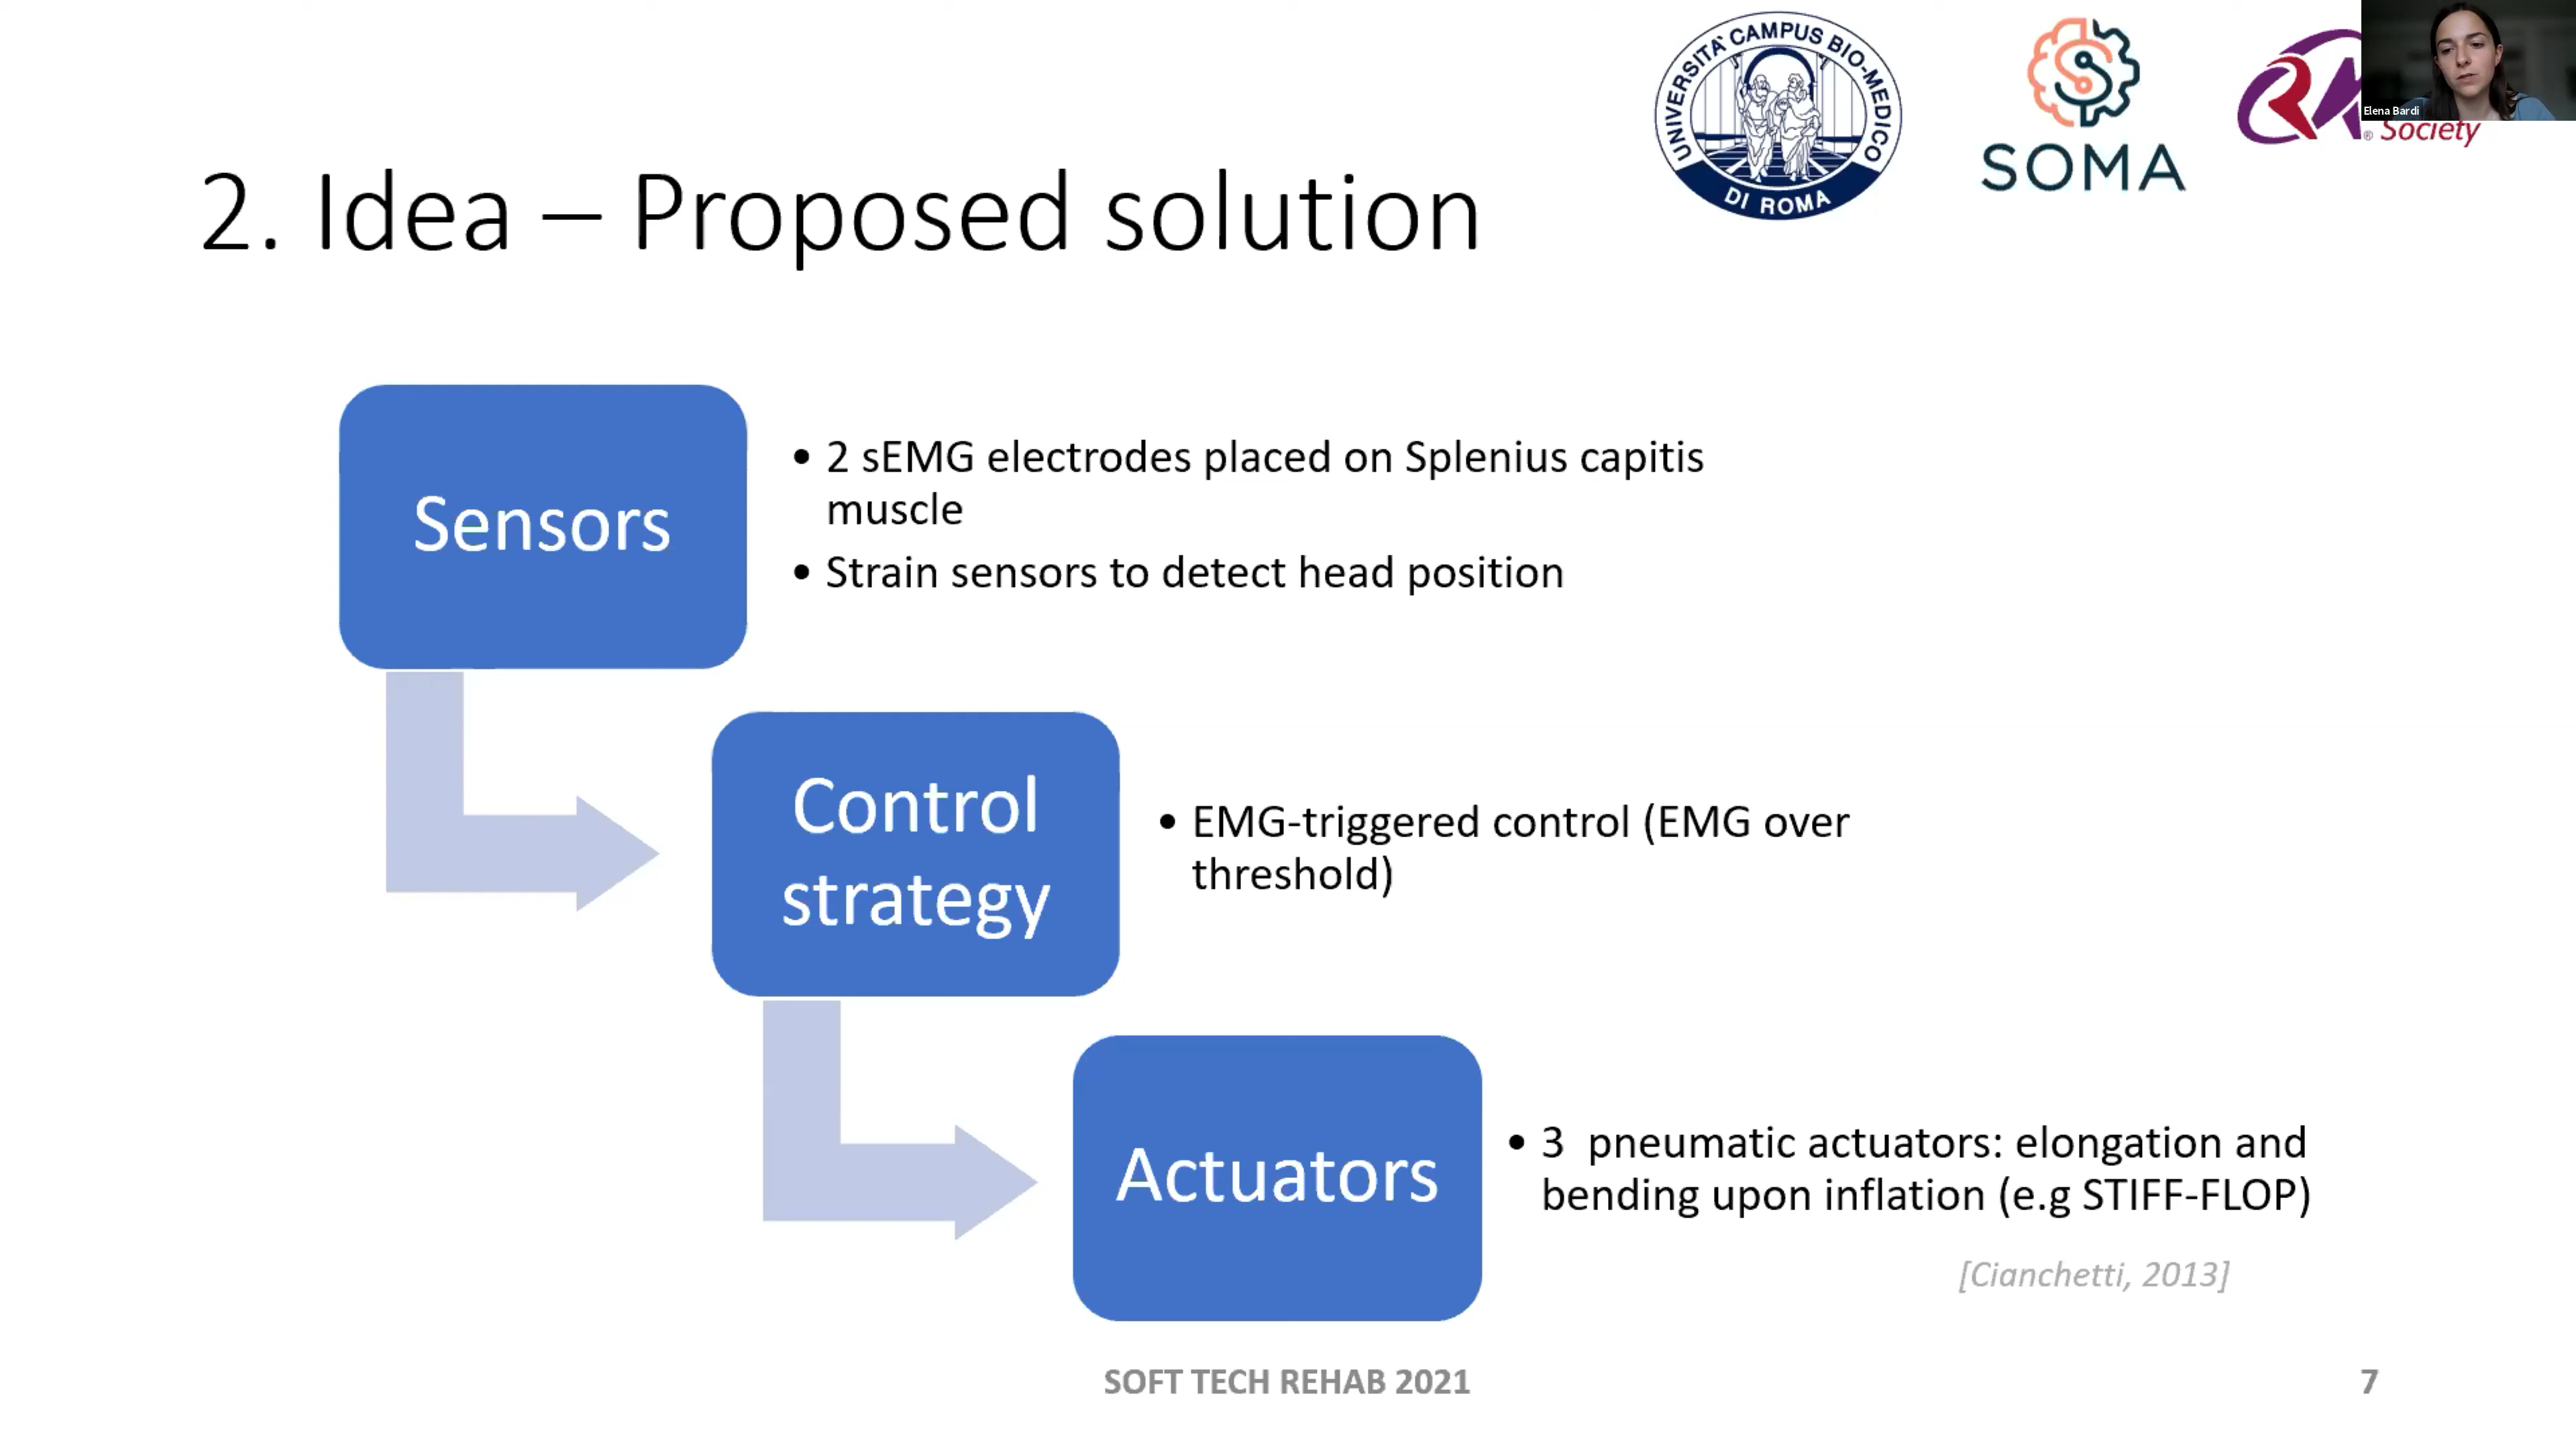 UNIVERSITA' CAMPUS BIO-MEDICO
DI ROMA
SOMA
® Society
Elena Bardi
2. Idea – Proposed solution
Sensors
• 2 sEMG electrodes placed on Splenius capitis
muscle
• Strain sensors to detect head position
Control
strategy
• EMG-triggered control (EMG over
threshold)
Actuators
• 3 pneumatic actuators: elongation and
bending upon inflation (e.g STIFF-FLOP)
[Cianchetti, 2013]
SOFT TECH REHAB 2021
7